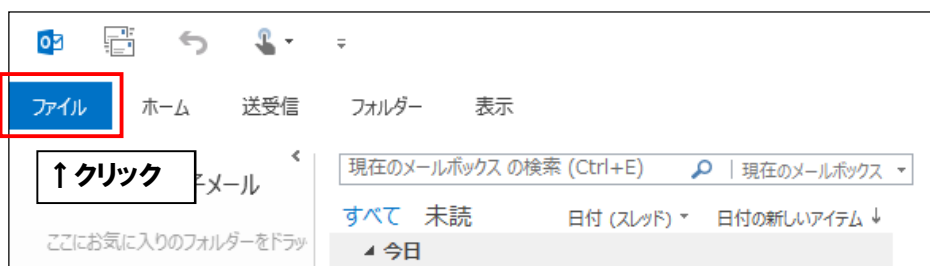 ファイル ホーム 送受信 フォルダー 表示
↑クリック
子メール
現在のメールボックス の検索 (Ctrl+E) 現在のメールボックス
すべて 未読 日付 (スレッド) 日付の新しいアイテム ↓
ここにお気に入りのフォルダーをドラッ
今日